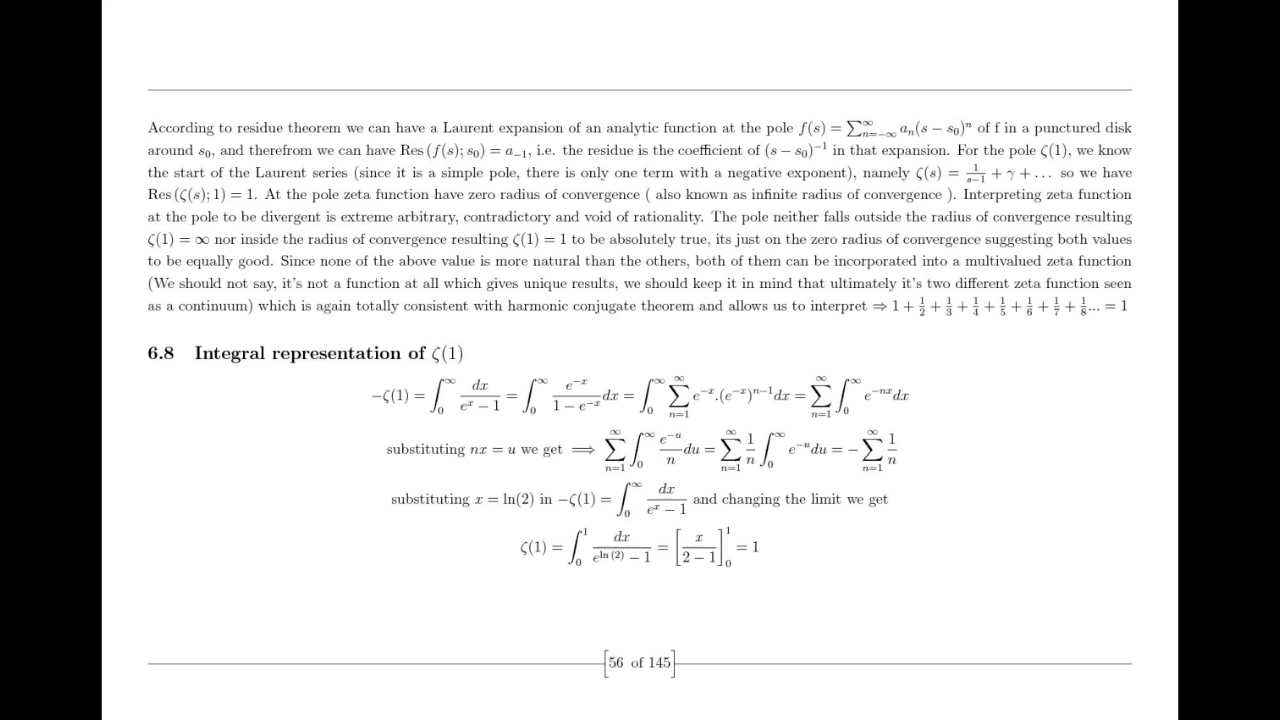 According to residue theorem we can have a Laurent expansion of an analytic function at the pole f(s) = ∑_{n=−∞}^{∞} a_n(s − s_0)^n of f in a punctured disk
around s_0, and therefrom we can have Res (f(s); s_0) = a_{−1}, i.e. the residue is the coefficient of (s − s_0)^{−1} in that expansion. For the pole ζ(1), we know
the start of the Laurent series (since it is a simple pole, there is only one term with a negative exponent), namely ζ(s) = 1/(s−1) + γ + . . . so we have
Res (ζ(s); 1) = 1. At the pole zeta function have zero radius of convergence ( also known as infinite radius of convergence ). Interpreting zeta function
at the pole to be divergent is extreme arbitrary, contradictory and void of rationality. The pole neither falls outside the radius of convergence resulting
ζ(1) = ∞ nor inside the radius of convergence resulting ζ(1) = 1 to be absolutely true, its just on the zero radius of convergence suggesting both values
to be equally good. Since none of the above value is more natural than the others, both of them can be incorporated into a multivalued zeta function
(We should not say, it's not a function at all which gives unique results, we should keep it in mind that ultimately it's two different zeta function seen
as a continuum) which is again totally consistent with harmonic conjugate theorem and allows us to interpret ⇒ 1 + 1/2 + 1/3 + 1/4 + 1/5 + 1/6 + 1/7 + 1/8... = 1
6.8 Integral representation of ζ(1)
−ζ(1) = ∫_0^∞ dx/(e^x − 1) = ∫_0^∞ e^{−x}/(1 − e^{−x}) dx = ∫_0^∞ ∑_{n=1}^{∞} e^{−x}.(e^{−x})^{n−1}dx = ∑_{n=1}^{∞} ∫_0^∞ e^{−nx}dx
substituting nx = u we get ⟹ ∑_{n=1}^{∞} ∫_0^∞ e^{−u}/n du = ∑_{n=1}^{∞} 1/n ∫_0^∞ e^{−u}du = − ∑_{n=1}^{∞} 1/n
substituting x = ln(2) in −ζ(1) = ∫_0^∞ dx/(e^x − 1) and changing the limit we get
ζ(1) = ∫_0^1 dx/(e^{ln (2)} − 1) = [x/(2 − 1)]_0^1 = 1
[56 of 145]